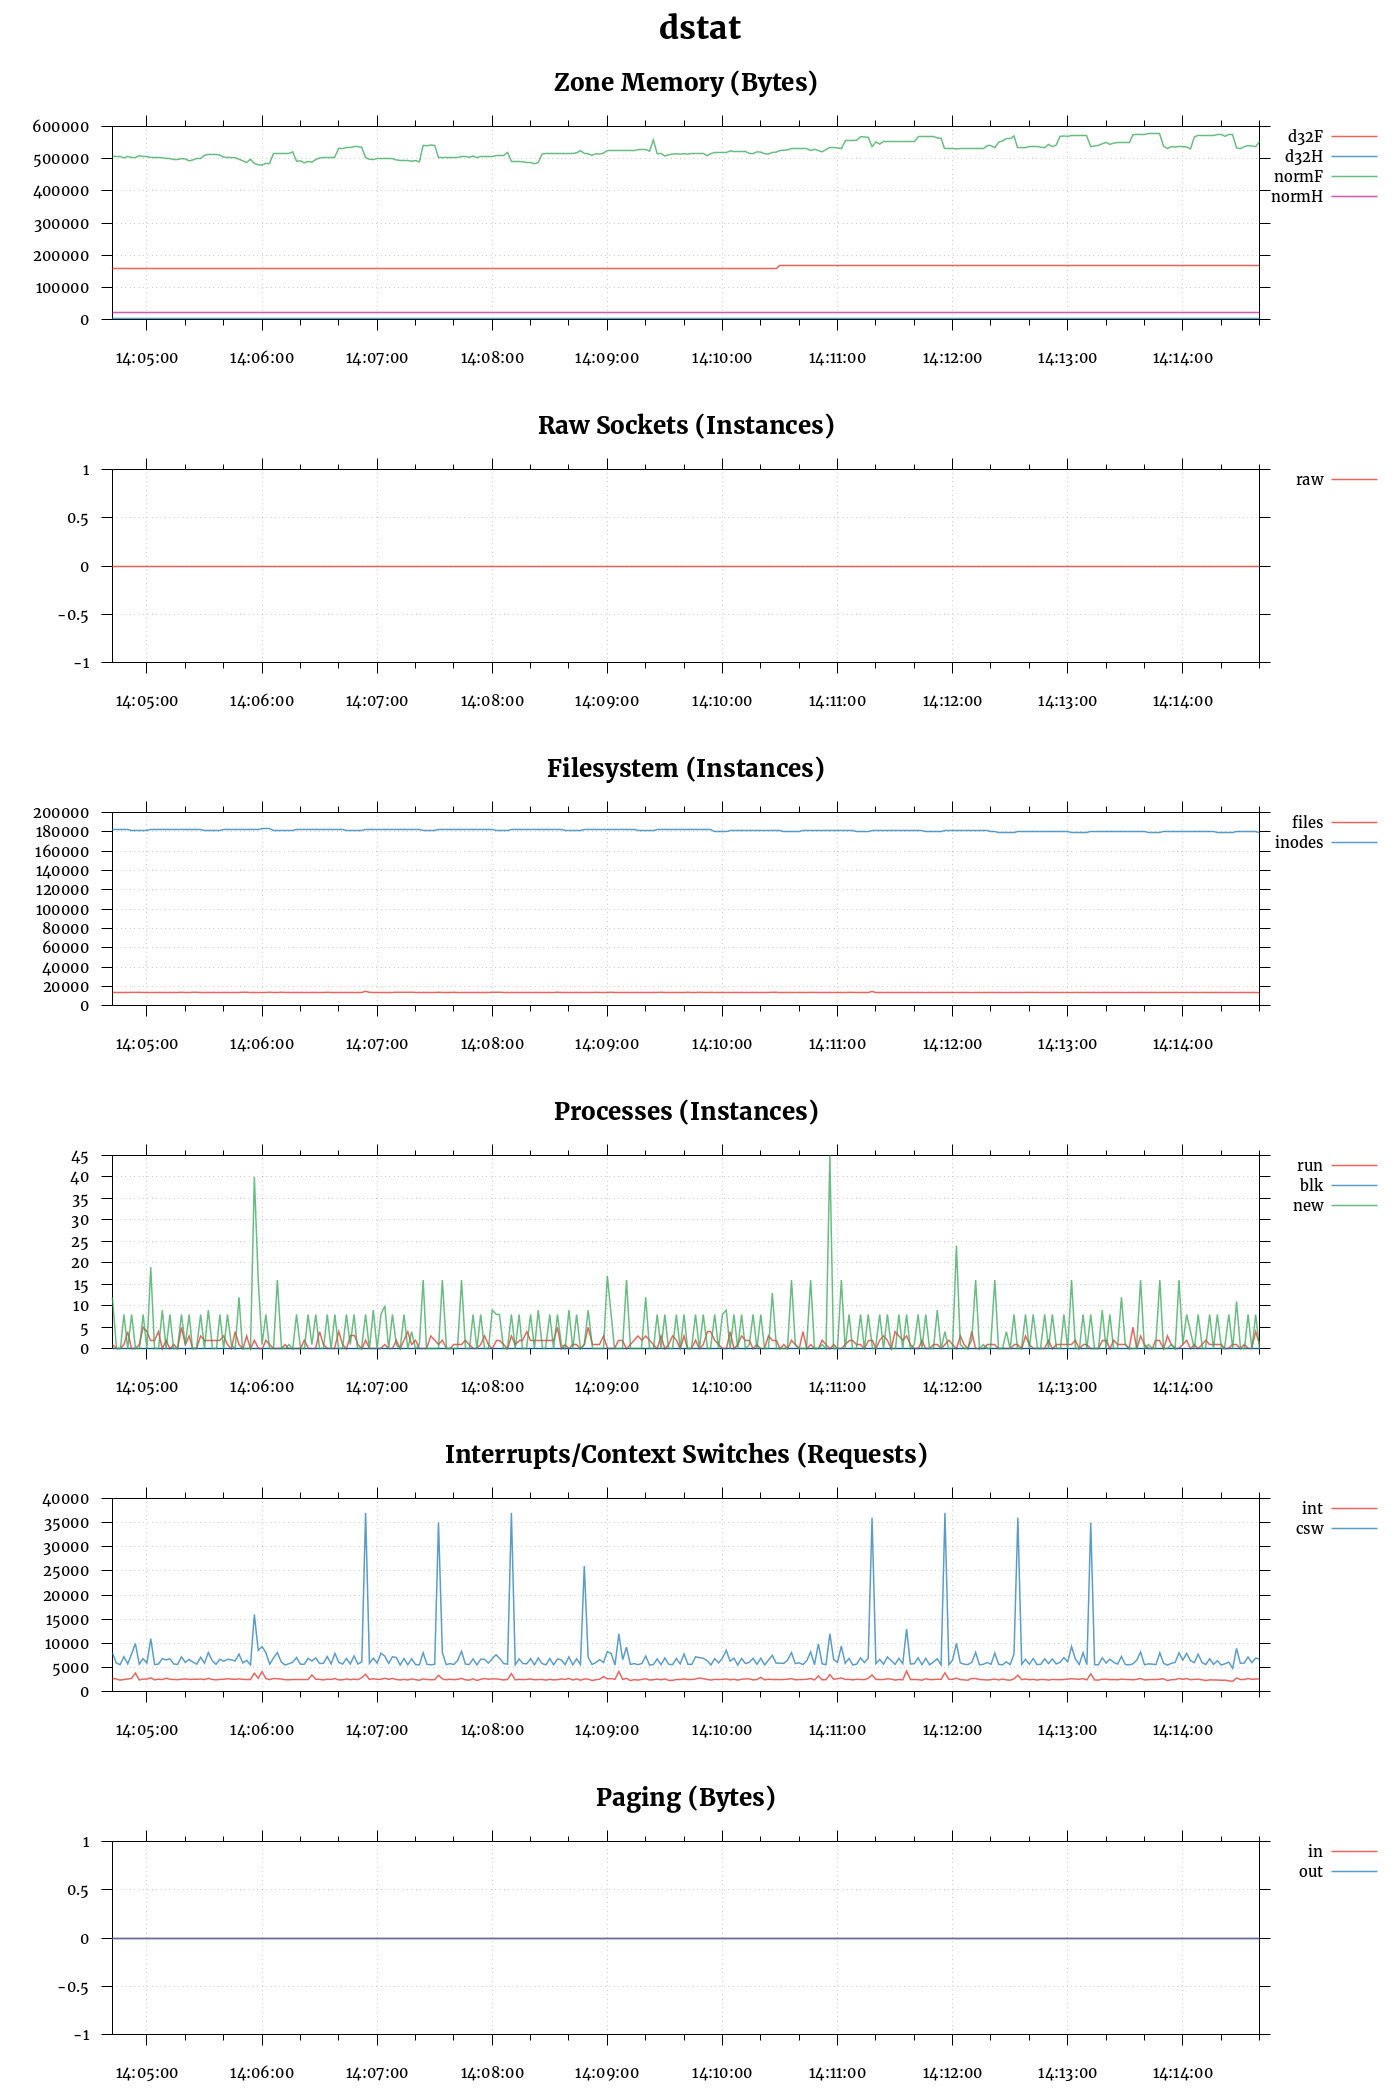 dstat
Zone Memory (Bytes)
600000
500000
400000
300000
200000
100000
0
d32F
d32H
normF
normH
14:05:00 14:06:00 14:07:00 14:08:00 14:09:00 14:10:00 14:11:00 14:12:00 14:13:00 14:14:00
Raw Sockets (Instances)
1
0.5
0
-0.5
-1
raw
14:05:00 14:06:00 14:07:00 14:08:00 14:09:00 14:10:00 14:11:00 14:12:00 14:13:00 14:14:00
Filesystem (Instances)
200000
180000
160000
140000
120000
100000
80000
60000
40000
20000
0
files
inodes
14:05:00 14:06:00 14:07:00 14:08:00 14:09:00 14:10:00 14:11:00 14:12:00 14:13:00 14:14:00
Processes (Instances)
45
40
35
30
25
20
15
10
5
0
run
blk
new
14:05:00 14:06:00 14:07:00 14:08:00 14:09:00 14:10:00 14:11:00 14:12:00 14:13:00 14:14:00
Interrupts/Context Switches (Requests)
40000
35000
30000
25000
20000
15000
10000
5000
0
int
csw
14:05:00 14:06:00 14:07:00 14:08:00 14:09:00 14:10:00 14:11:00 14:12:00 14:13:00 14:14:00
Paging (Bytes)
1
0.5
0
-0.5
-1
in
out
14:05:00 14:06:00 14:07:00 14:08:00 14:09:00 14:10:00 14:11:00 14:12:00 14:13:00 14:14:00